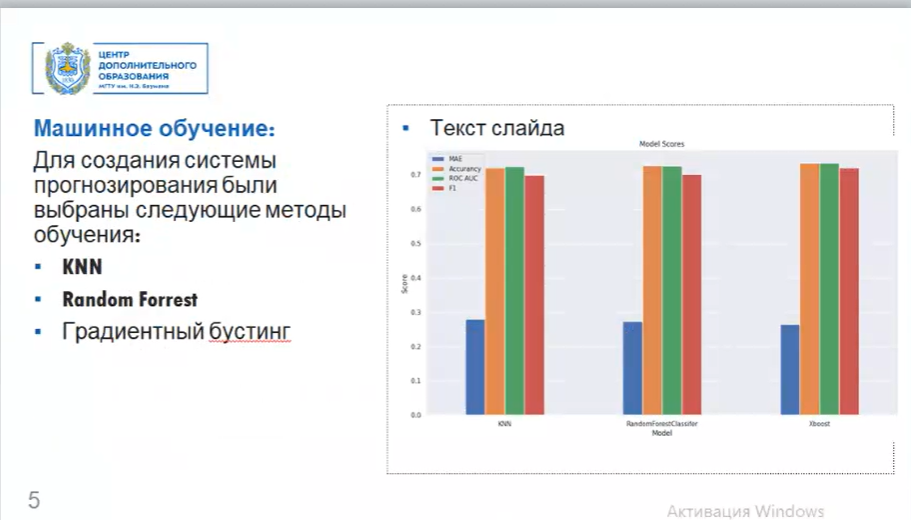 ЦЕНТР
ДОПОЛНИТЕЛЬНОГО
ОБРАЗОВАНИЯ
МГТУ им. Н.Э. Баумана
Машинное обучение:
Для создания системы
прогнозирования были
выбраны следующие методы
обучения:
▪ KNN
▪ Random Forrest
▪ Градиентный бустинг
▪ Текст слайда
Model Scores
MAE
Accurancy
ROC AUC
F1
0.7
0.6
0.5
0.4
0.3
0.2
0.1
0.0
Score
KNN
RandomForestClassifer
Xboost
Model
5
Активация Windows